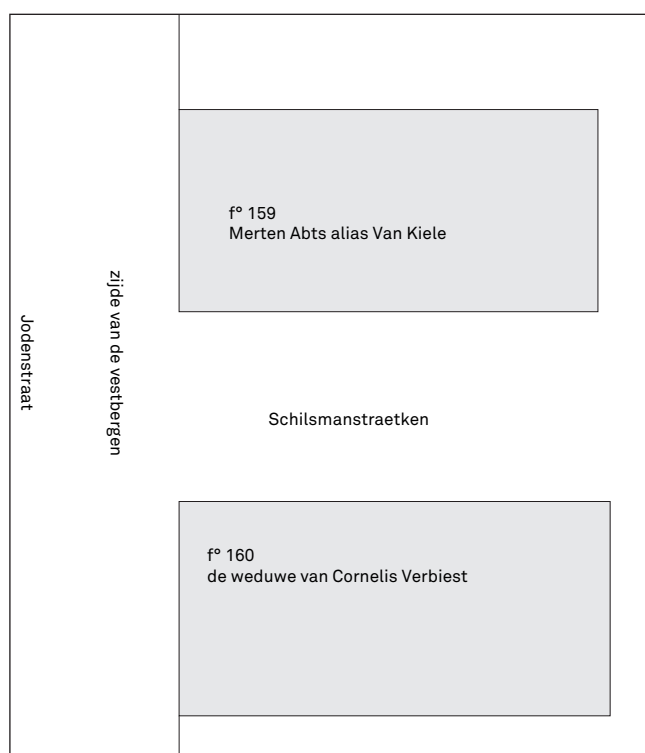 f° 159
Merten Abts alias Van Kiele
zijde van de vestbergen
Jodenstraat
Schilsmanstraetken
f° 160
de weduwe van Cornelis Verbiest